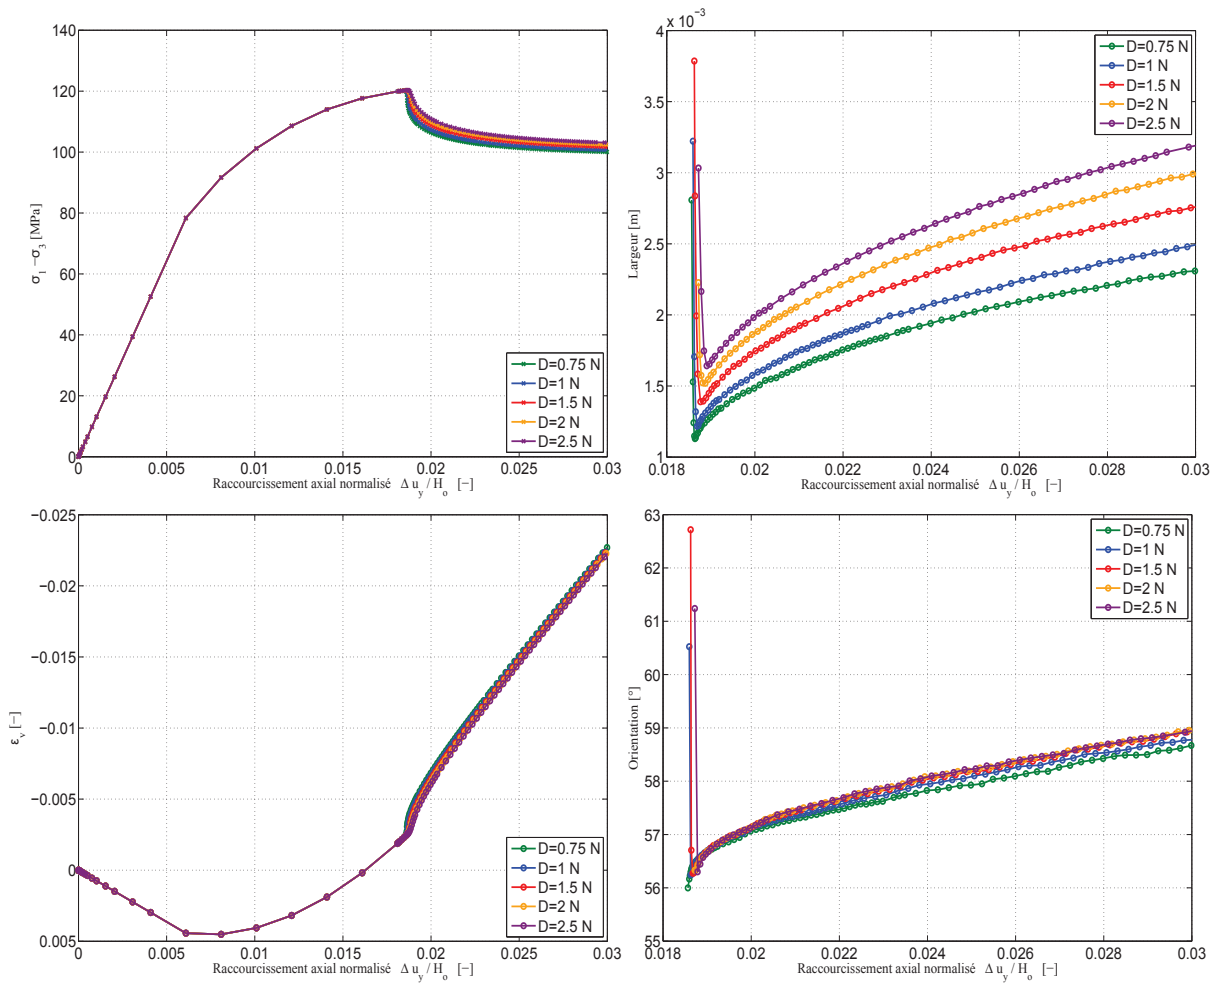 140
120
100
80
60
40
20
0
σ1 −σ3 [MPa]
D=0.75 N
D=1 N
D=1.5 N
D=2 N
D=2.5 N
0 0.005 0.01 0.015 0.02 0.025 0.03
Raccourcissement axial normalisé Δ uy / Ho [−]
x 10−3
4
3.5
3
2.5
2
1.5
1
Largeur [m]
D=0.75 N
D=1 N
D=1.5 N
D=2 N
D=2.5 N
0.018 0.02 0.022 0.024 0.026 0.028 0.03
Raccourcissement axial normalisé Δ uy / Ho [−]
−0.025
−0.02
−0.015
−0.01
−0.005
0
0.005
εv [−]
D=0.75 N
D=1 N
D=1.5 N
D=2 N
D=2.5 N
0 0.005 0.01 0.015 0.02 0.025 0.03
Raccourcissement axial normalisé Δ uy / Ho [−]
63
62
61
60
59
58
57
56
55
Orientation [°]
D=0.75 N
D=1 N
D=1.5 N
D=2 N
D=2.5 N
0.018 0.02 0.022 0.024 0.026 0.028 0.03
Raccourcissement axial normalisé Δ uy / Ho [−]